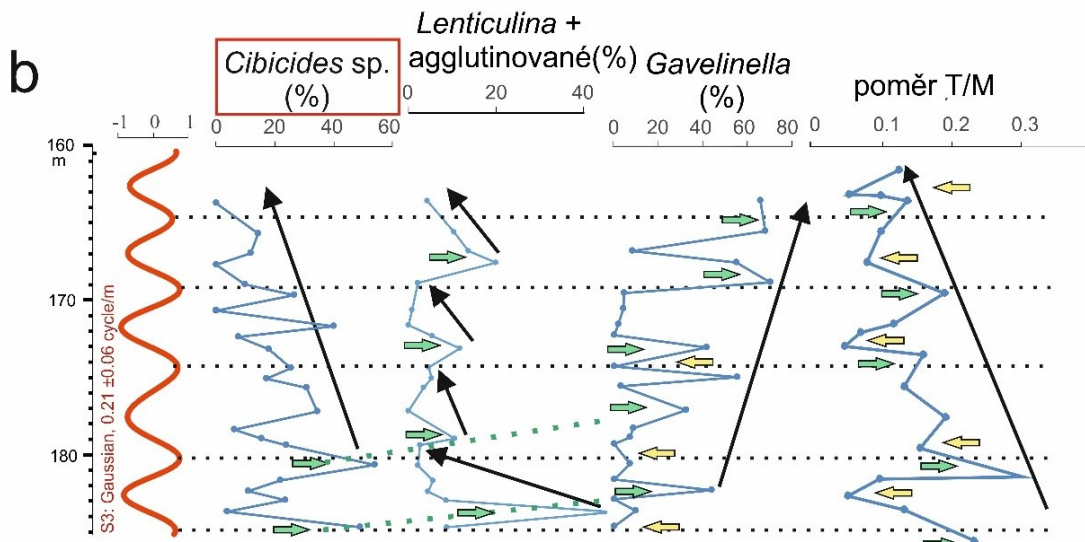 b
Cibicides sp.
(%)
Lenticulina +
agglutinované(%)
Gavelinella
(%)
poměr T/M
-1 0 1
0 20 40 60
0 20 40
0 20 40 60 80
0 0.1 0.2 0.3
160
m
170
180
S3: Gaussian, 0.21 ±0.06 cycle/m